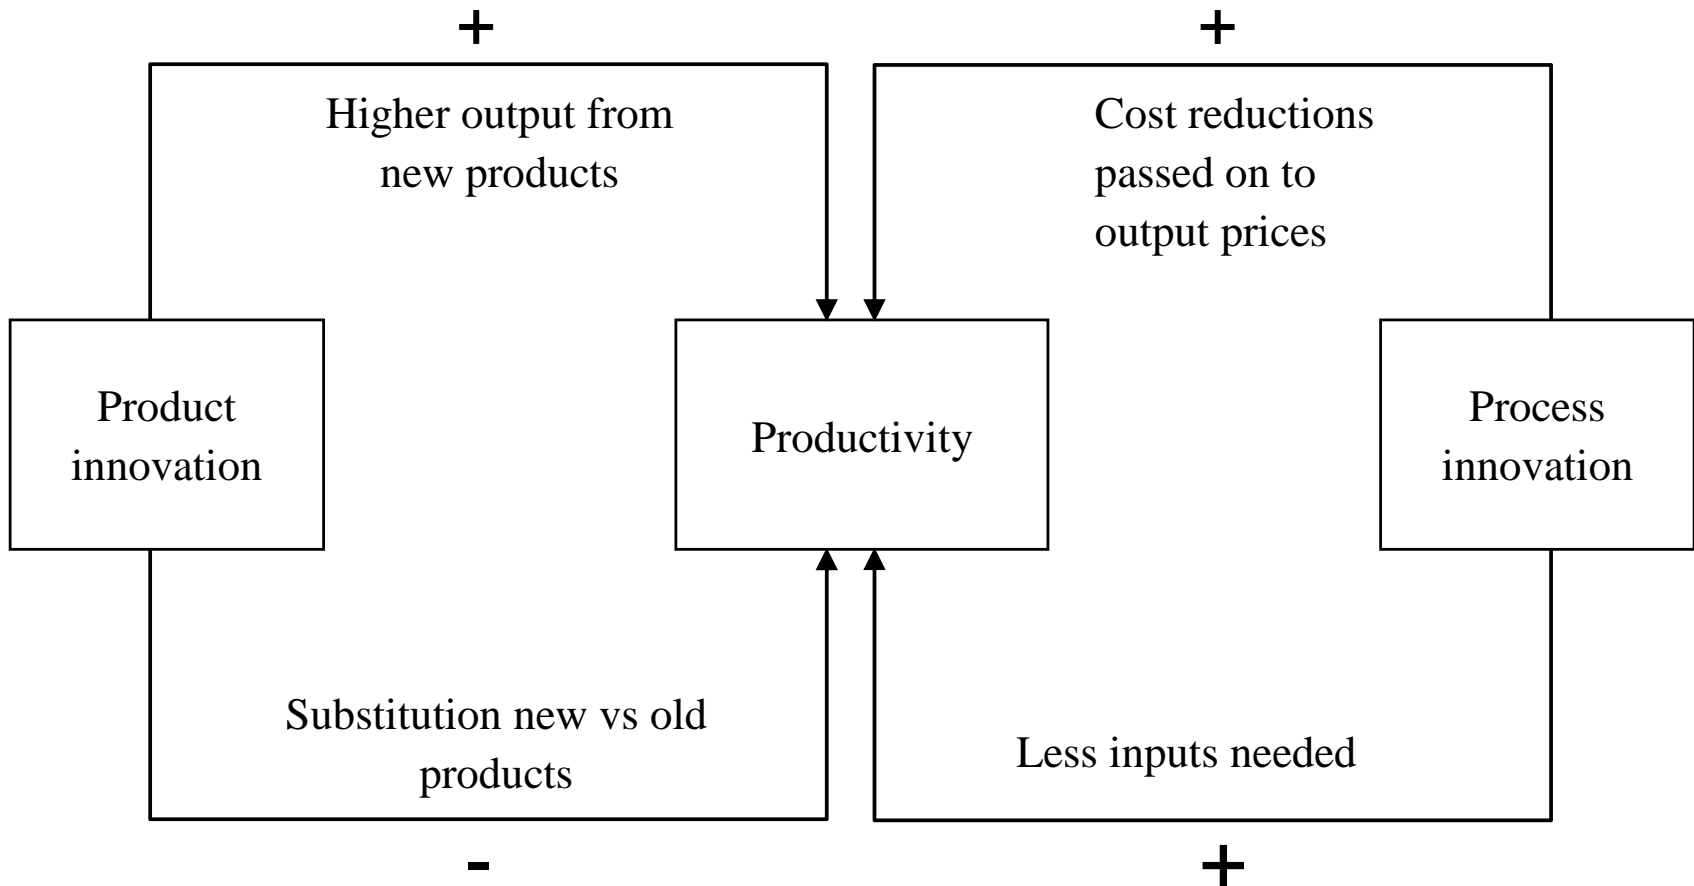 +
+
Higher output from
new products
Cost reductions
passed on to
output prices
Product
innovation
Productivity
Process
innovation
Substitution new vs old
products
Less inputs needed
-
+